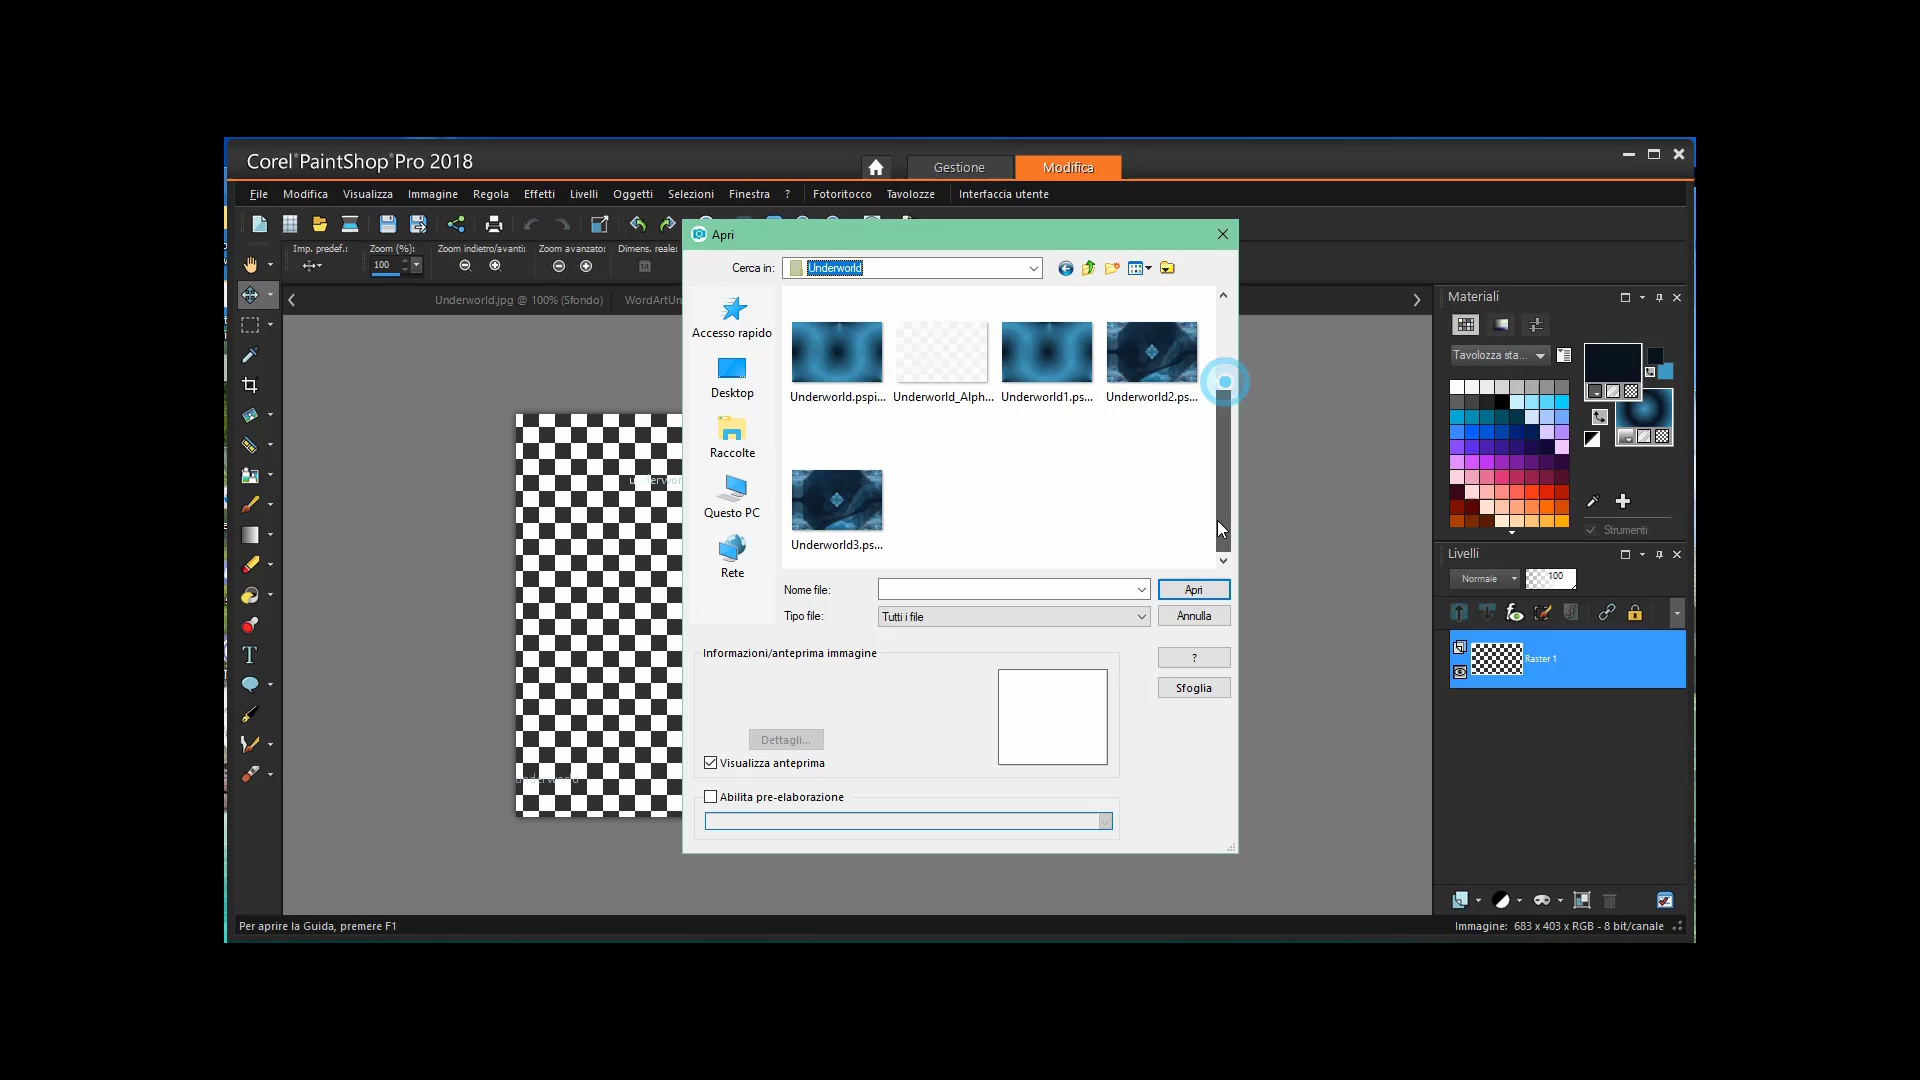 Corel PaintShop Pro 2018
Gestione
Modifica
File Modifica Visualizza Immagine Regola Effetti Livelli Oggetti Selezioni Finestra ? Fotoritocco Tavolozze Interfaccia utente
Imp. predef.: Zoom (%): Zoom indietro/avanti: Zoom avanzato: Dimens. reale:
100
Underworld.jpg @ 100% (Sfondo) WordArtUn
Apri
Cerca in: Underworld
Accesso rapido
Desktop
Raccolte
Questo PC
Rete
Underworld.pspi... Underworld_Alph... Underworld1.ps... Underworld2.ps...
Underworld3.ps...
Nome file:
Apri
Tipo file: Tutti i file
Annulla
Informazioni/anteprima immagine
?
Sfoglia
Dettagli...
Visualizza anteprima
Abilita pre-elaborazione
underwor
underworld
Materiali
Tavolozza sta...
Strumenti
Livelli
Normale 100
Raster 1
Per aprire la Guida, premere F1
Immagine: 683 x 403 x RGB - 8 bit/canale